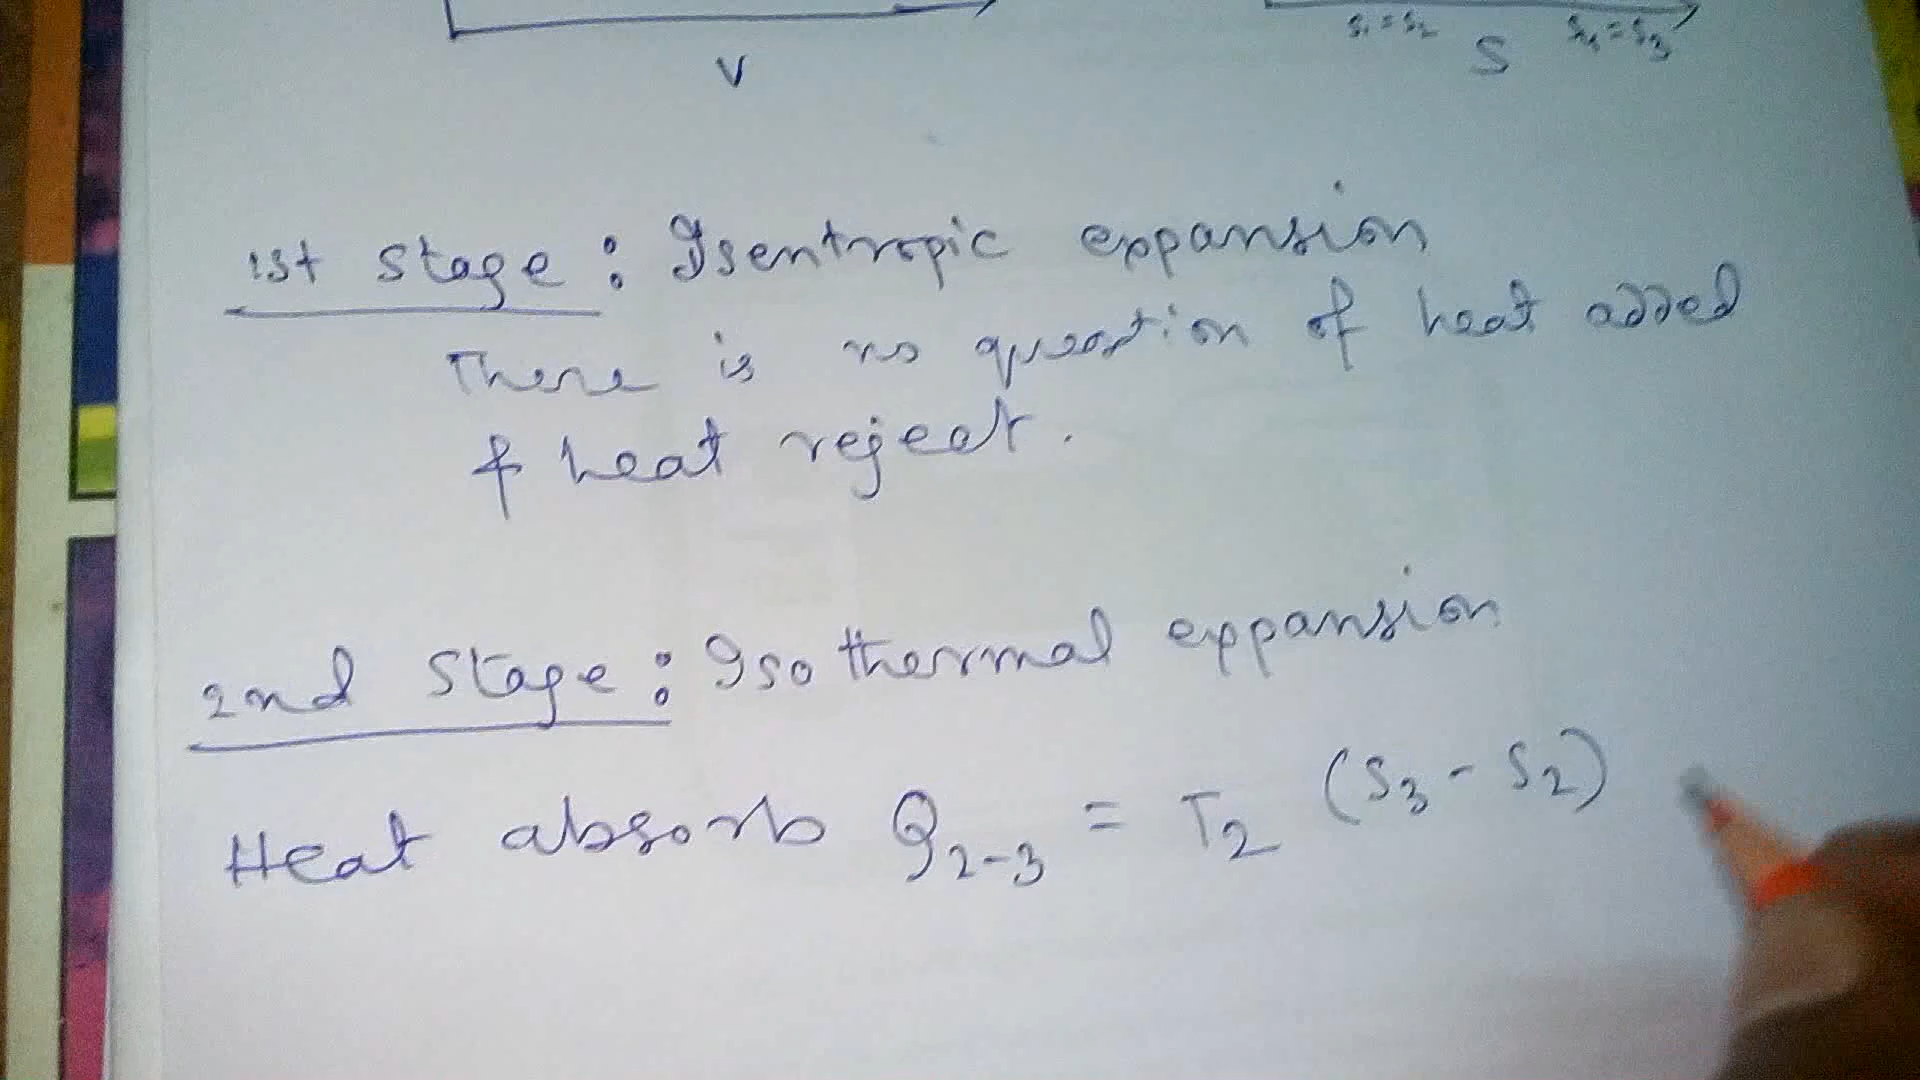 V
S₁ = S₂ S S₄ = S₃
1st stage : Isentropic expansion
There is no question of heat added
& heat reject.
2nd stage : Isothermal expansion
Heat absorb Q₂₋₃ = T₂ (S₃ - S₂)